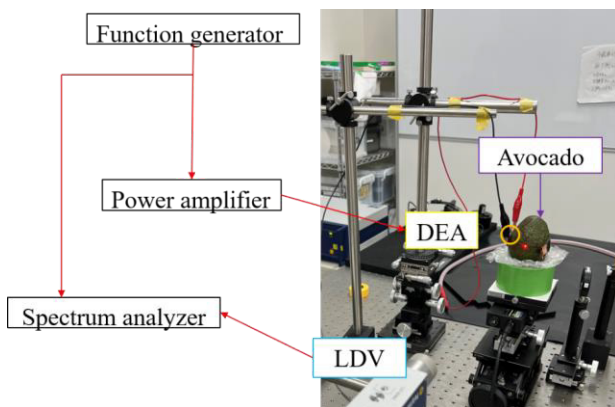 Function generator
Avocado
Power amplifier
DEA
Spectrum analyzer
LDV